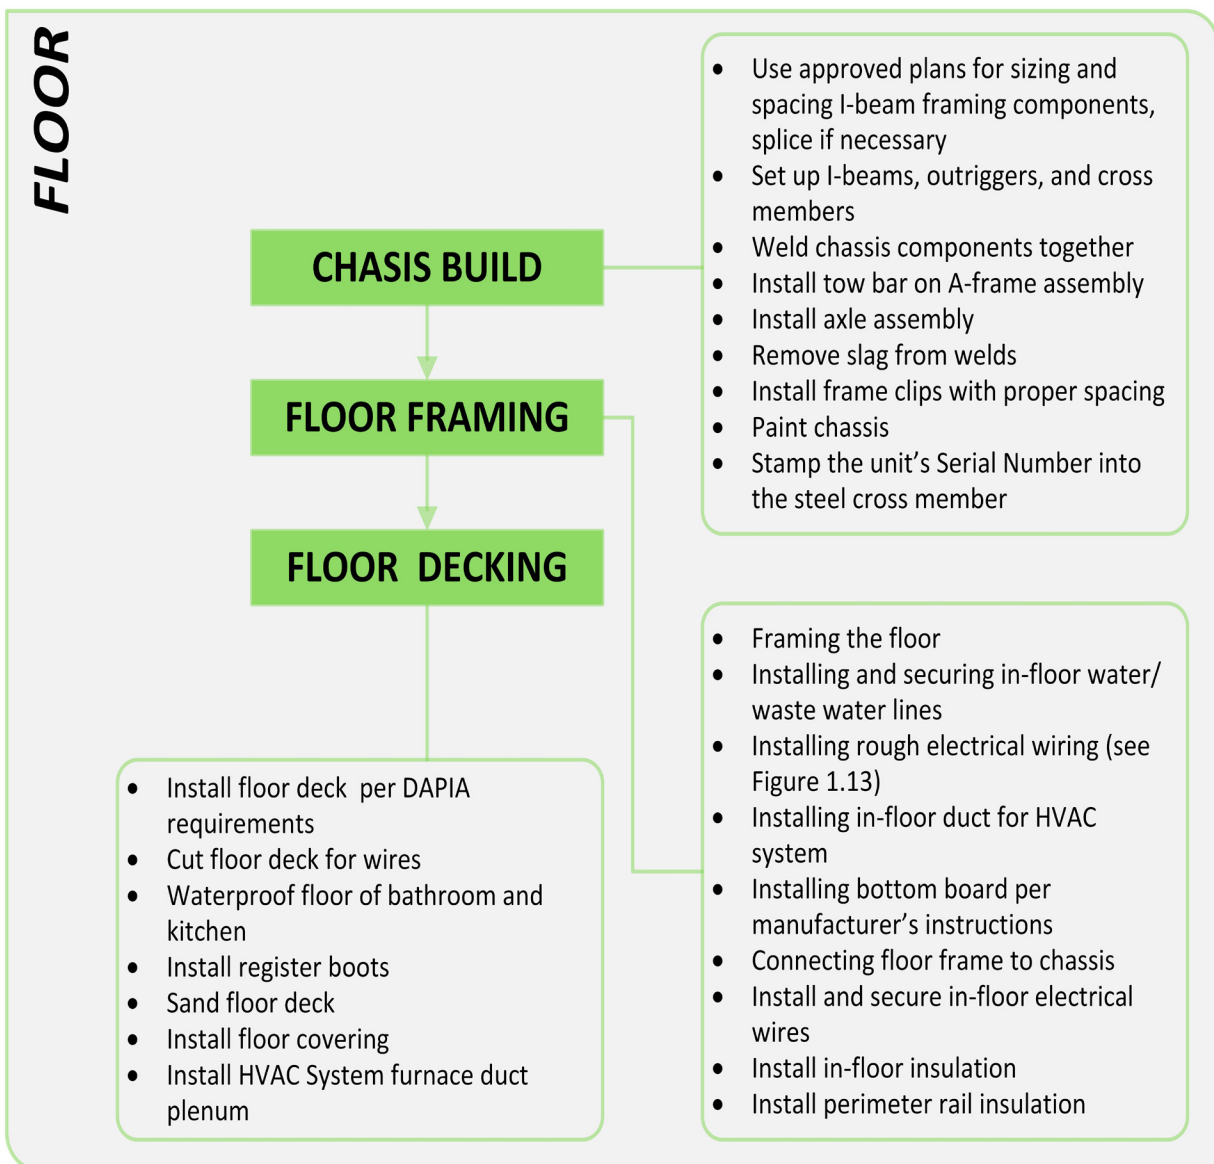 FLOOR
CHASIS BUILD
• Use approved plans for sizing and
spacing I-beam framing components,
splice if necessary
• Set up I-beams, outriggers, and cross
members
• Weld chassis components together
• Install tow bar on A-frame assembly
• Install axle assembly
• Remove slag from welds
• Install frame clips with proper spacing
• Paint chassis
• Stamp the unit’s Serial Number into
the steel cross member
FLOOR FRAMING
• Framing the floor
• Installing and securing in-floor water/
waste water lines
• Installing rough electrical wiring (see
Figure 1.13)
• Installing in-floor duct for HVAC
system
• Installing bottom board per
manufacturer’s instructions
• Connecting floor frame to chassis
• Install and secure in-floor electrical
wires
• Install in-floor insulation
• Install perimeter rail insulation
FLOOR  DECKING
• Install floor deck  per DAPIA
requirements
• Cut floor deck for wires
• Waterproof floor of bathroom and
kitchen
• Install register boots
• Sand floor deck
• Install floor covering
• Install HVAC System furnace duct
plenum